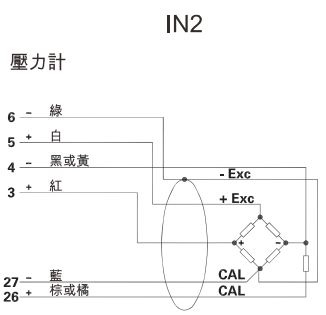 IN2
壓力計
6 - 綠
5 + 白
4 - 黑或黃
3 + 紅
- Exc
+ Exc
+ -
27 - 藍 CAL
26 + 棕或橘 CAL